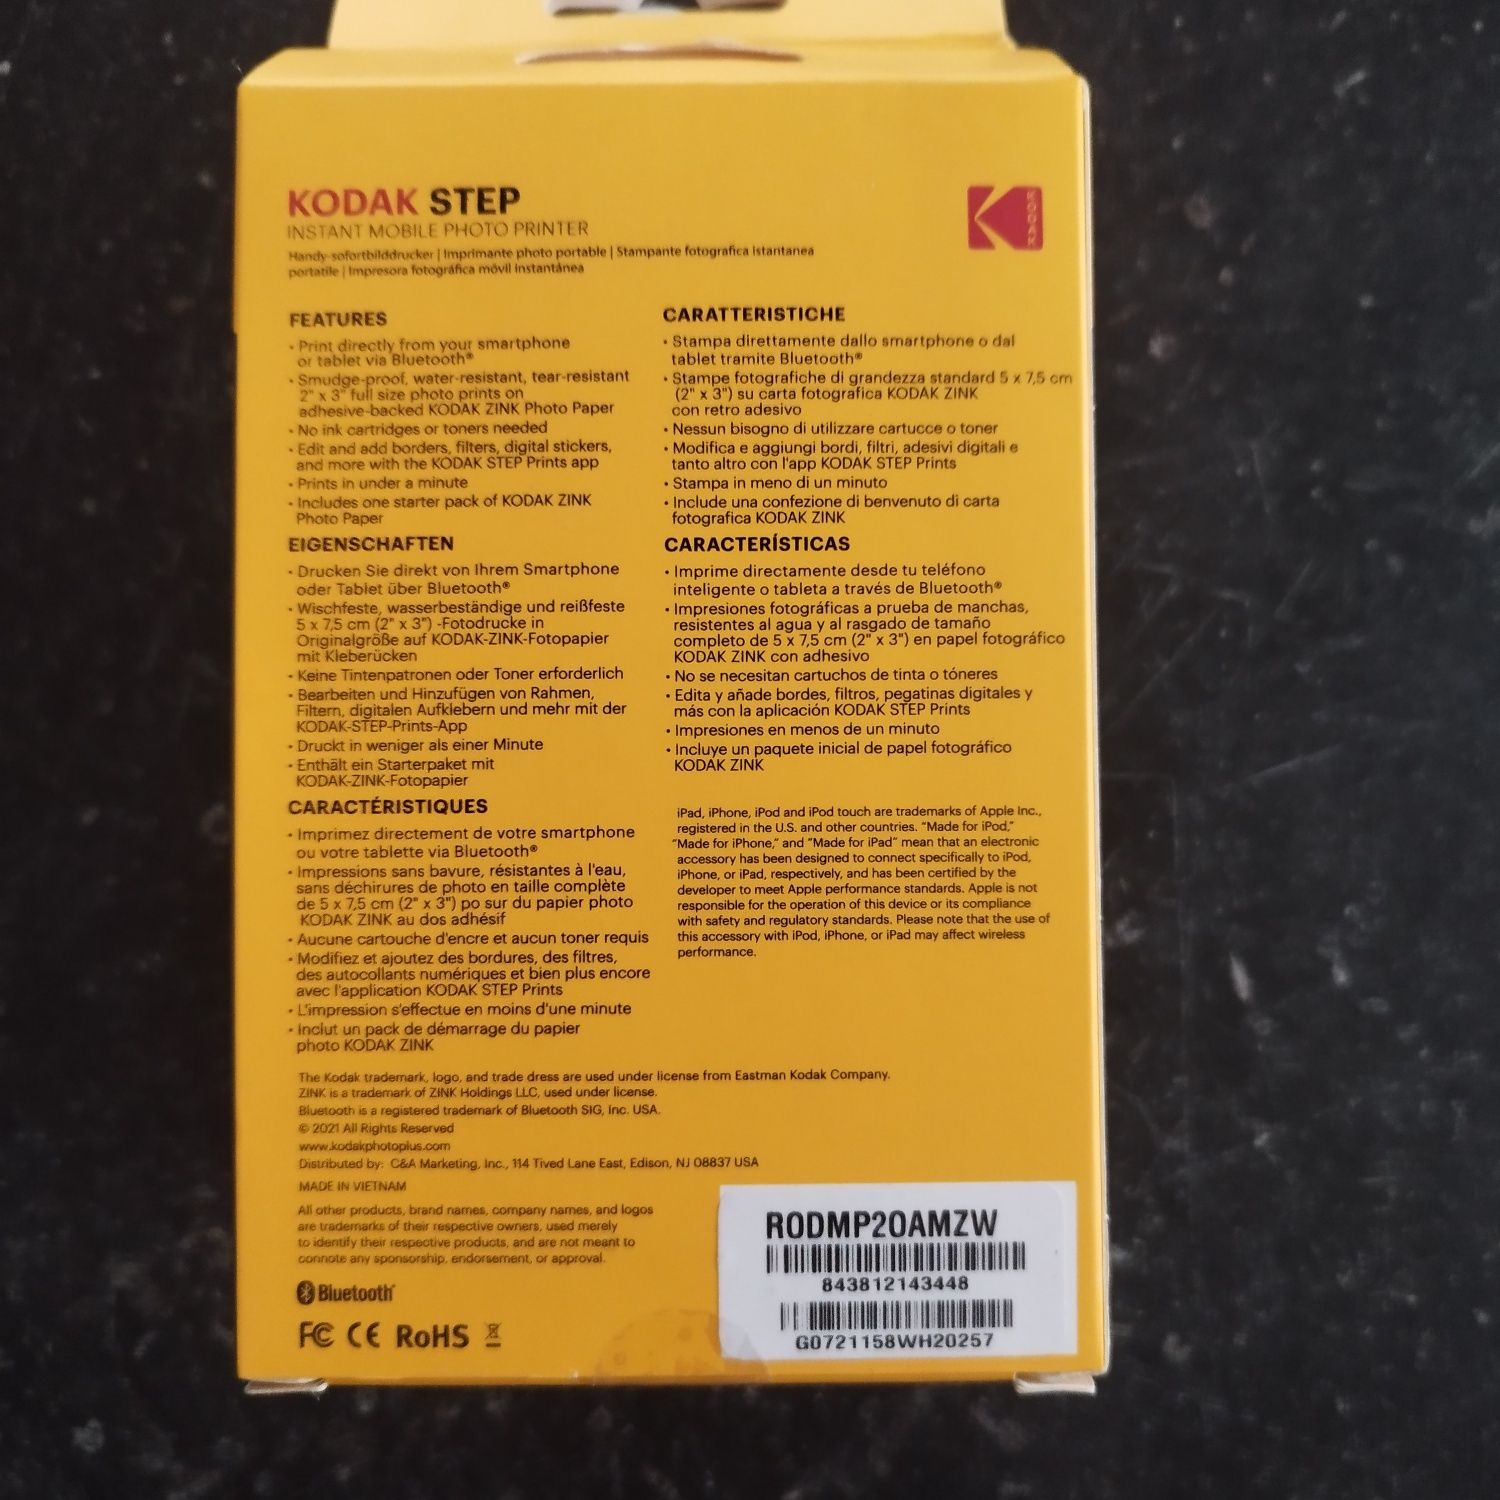 KODAK STEP
INSTANT MOBILE PHOTO PRINTER
Handy-sofortbilddrucker | Imprimante photo portable | Stampante fotografica istantanea
portatile | Impresora fotográfica móvil instantánea
KODAK
FEATURES
• Print directly from your smartphone
or tablet via Bluetooth®
• Smudge-proof, water-resistant, tear-resistant
2" x 3" full size photo prints on
adhesive-backed KODAK ZINK Photo Paper
• No ink cartridges or toners needed
• Edit and add borders, filters, digital stickers,
and more with the KODAK STEP Prints app
• Prints in under a minute
• Includes one starter pack of KODAK ZINK
Photo Paper
EIGENSCHAFTEN
• Drucken Sie direkt von Ihrem Smartphone
oder Tablet über Bluetooth®
• Wischfeste, wasserbeständige und reißfeste
5 x 7,5 cm (2" x 3") -Fotodrucke in
Originalgröße auf KODAK-ZINK-Fotopapier
mit Kleberücken
• Keine Tintenpatronen oder Toner erforderlich
• Bearbeiten und Hinzufügen von Rahmen,
Filtern, digitalen Aufklebern und mehr mit der
KODAK-STEP-Prints-App
• Druckt in weniger als einer Minute
• Enthält ein Starterpaket mit
KODAK-ZINK-Fotopapier
CARACTÉRISTIQUES
• Imprimez directement de votre smartphone
ou votre tablette via Bluetooth®
• Impressions sans bavure, résistantes à l'eau,
sans déchirures de photo en taille complète
de 5 x 7,5 cm (2" x 3") po sur du papier photo
KODAK ZINK au dos adhésif
• Aucune cartouche d'encre et aucun toner requis
• Modifiez et ajoutez des bordures, des filtres,
des autocollants numériques et bien plus encore
avec l'application KODAK STEP Prints
• L'impression s'effectue en moins d'une minute
• Inclut un pack de démarrage du papier
photo KODAK ZINK
CARATTERISTICHE
• Stampa direttamente dallo smartphone o dal
tablet tramite Bluetooth®
• Stampe fotografiche di grandezza standard 5 x 7,5 cm
(2" x 3") su carta fotografica KODAK ZINK
con retro adesivo
• Nessun bisogno di utilizzare cartucce o toner
• Modifica e aggiungi bordi, filtri, adesivi digitali e
tanto altro con l'app KODAK STEP Prints
• Stampa in meno di un minuto
• Include una confezione di benvenuto di carta
fotografica KODAK ZINK
CARACTERÍSTICAS
• Imprime directamente desde tu teléfono
inteligente o tableta a través de Bluetooth®
• Impresiones fotográficas a prueba de manchas,
resistentes al agua y al rasgado de tamaño
completo de 5 x 7,5 cm (2" x 3") en papel fotográfico
KODAK ZINK con adhesivo
• No se necesitan cartuchos de tinta o tóneres
• Edita y añade bordes, filtros, pegatinas digitales y
más con la aplicación KODAK STEP Prints
• Impresiones en menos de un minuto
• Incluye un paquete inicial de papel fotográfico
KODAK ZINK
iPad, iPhone, iPod and iPod touch are trademarks of Apple Inc.,
registered in the U.S. and other countries. "Made for iPod,"
"Made for iPhone," and "Made for iPad" mean that an electronic
accessory has been designed to connect specifically to iPod,
iPhone, or iPad, respectively, and has been certified by the
developer to meet Apple performance standards. Apple is not
responsible for the operation of this device or its compliance
with safety and regulatory standards. Please note that the use of
this accessory with iPod, iPhone, or iPad may affect wireless
performance.
The Kodak trademark, logo, and trade dress are used under license from Eastman Kodak Company.
ZINK is a trademark of ZINK Holdings LLC, used under license.
Bluetooth is a registered trademark of Bluetooth SIG, Inc. USA.
© 2021 All Rights Reserved
www.kodakphotoplus.com
Distributed by: C&A Marketing, Inc., 114 Tived Lane East, Edison, NJ 08837 USA
MADE IN VIETNAM
All other products, brand names, company names, and logos
are trademarks of their respective owners, used merely
to identify their respective products, and are not meant to
connote any sponsorship, endorsement, or approval.
Bluetooth®
FC CE RoHS
RODMP20AMZW
843812143448
G0721158WH20257